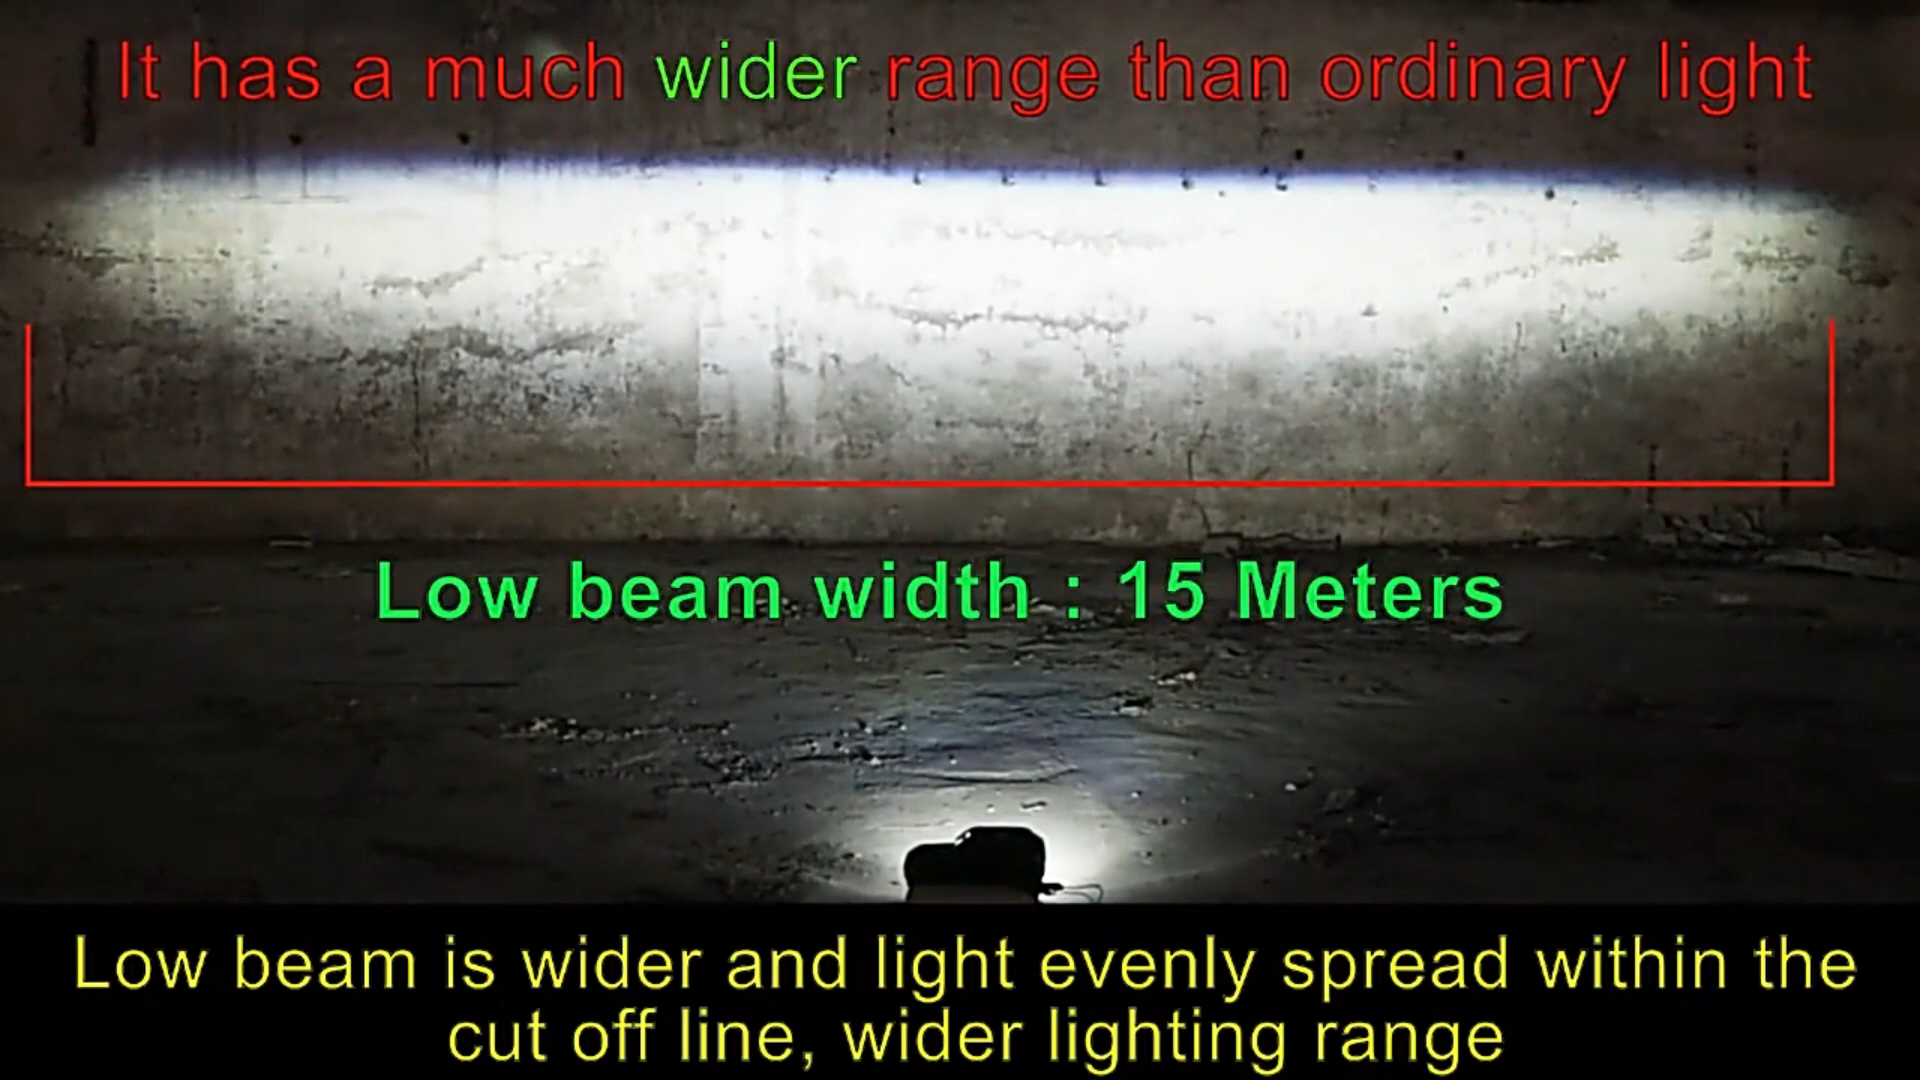 It has a much wider range than ordinary light
Low beam width : 15 Meters
Low beam is wider and light evenly spread within the
cut off line, wider lighting range